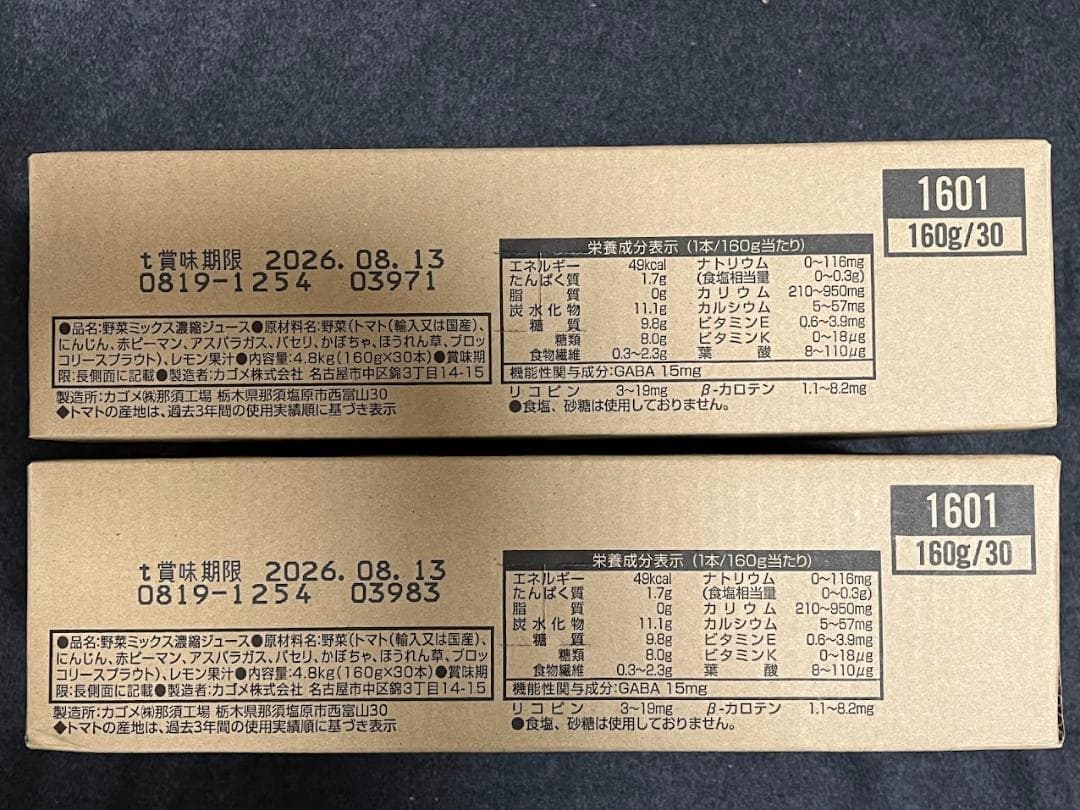 1601
160g/30
t賞味期限 2026.08.13
0819-1254 03971
●品名:野菜ミックス濃縮ジュース●原材料名:野菜(トマト(輸入又は国産)、
にんじん、赤ピーマン、アスパラガス、パセリ、かぼちゃ、ほうれん草、ブロッ
コリースプラウト)、レモン果汁●内容量:4.8kg(160g×30本)●賞味期
限:長側面に記載●製造者:カゴメ株式会社 名古屋市中区錦3丁目14-15
製造所:カゴメ㈱那須工場 栃木県那須塩原市西富山30
◆トマトの産地は、過去3年間の使用実績順に基づき表示
栄養成分表示 (1本/160g当たり)
エネルギー 49kcal ナトリウム 0~116mg
たんぱく質 1.7g (食塩相当量 0~0.3g)
脂質 0g カリウム 210~950mg
炭水化物 11.1g カルシウム 5~57mg
糖質 9.8g ビタミンE 0.6~3.9mg
糖類 8.0g ビタミンK 0~18μg
食物繊維 0.3~2.3g 葉酸 8~110μg
機能性関与成分:GABA 15mg
リコピン 3~19mg β-カロテン 1.1~8.2mg
●食塩、砂糖は使用しておりません。
1601
160g/30
t賞味期限 2026.08.13
0819-1254 03983
●品名:野菜ミックス濃縮ジュース●原材料名:野菜(トマト(輸入又は国産)、
にんじん、赤ピーマン、アスパラガス、パセリ、かぼちゃ、ほうれん草、ブロッ
コリースプラウト)、レモン果汁●内容量:4.8kg(160g×30本)●賞味期
限:長側面に記載●製造者:カゴメ株式会社 名古屋市中区錦3丁目14-15
製造所:カゴメ㈱那須工場 栃木県那須塩原市西富山30
◆トマトの産地は、過去3年間の使用実績順に基づき表示
栄養成分表示 (1本/160g当たり)
エネルギー 49kcal ナトリウム 0~116mg
たんぱく質 1.7g (食塩相当量 0~0.3g)
脂質 0g カリウム 210~950mg
炭水化物 11.1g カルシウム 5~57mg
糖質 9.8g ビタミンE 0.6~3.9mg
糖類 8.0g ビタミンK 0~18μg
食物繊維 0.3~2.3g 葉酸 8~110μg
機能性関与成分:GABA 15mg
リコピン 3~19mg β-カロテン 1.1~8.2mg
●食塩、砂糖は使用しておりません。